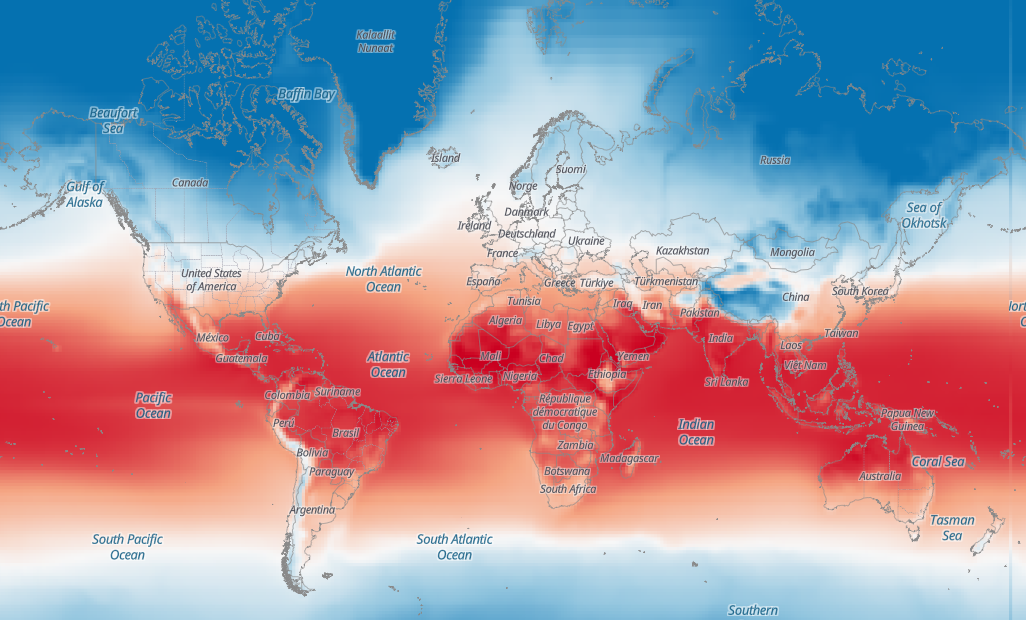 Kalaallit
Nunaat
Baffin Bay
Beaufort
Sea
Island
Russia
Suomi
Canada
Norge
Gulf of
Alaska
Danmark
Sea of
Okhotsk
Ireland
Deutschland
Ukraine
France
Kazakhstan
Mongolia
United States
of America
North Atlantic
Ocean
España
Greece
Türkiye
Türkmenistan
China
South Korea
th Pacific
Ocean
Tunisia
Iraq
Iran
Pakistan
Nort
Oc
Algeria
Libya
Egypt
Taiwan
México
Cuba
India
Laos
Guatemala
Atlantic
Ocean
Mali
Chad
Yemen
Việt Nam
Sierra Leone
Nigeria
Ethiopia
Sri Lanka
Colombia
Suriname
Pacific
Ocean
République
démocratique
du Congo
Papua New
Guinea
Perú
Brasil
Indian
Ocean
Bolivia
Zambia
Madagascar
Coral Sea
Paraguay
Botswana
Australia
South Africa
Argentina
Tasman
Sea
South Pacific
Ocean
South Atlantic
Ocean
Southern